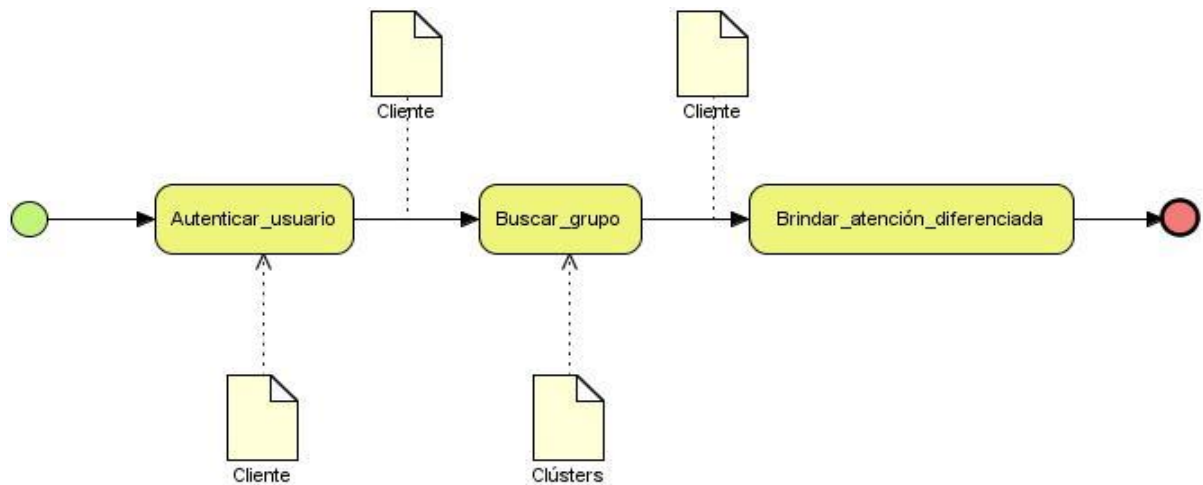 Cliente
Cliente
Autenticar_usuario
Buscar_grupo
Brindar_atención_diferenciada
Cliente
Clústers